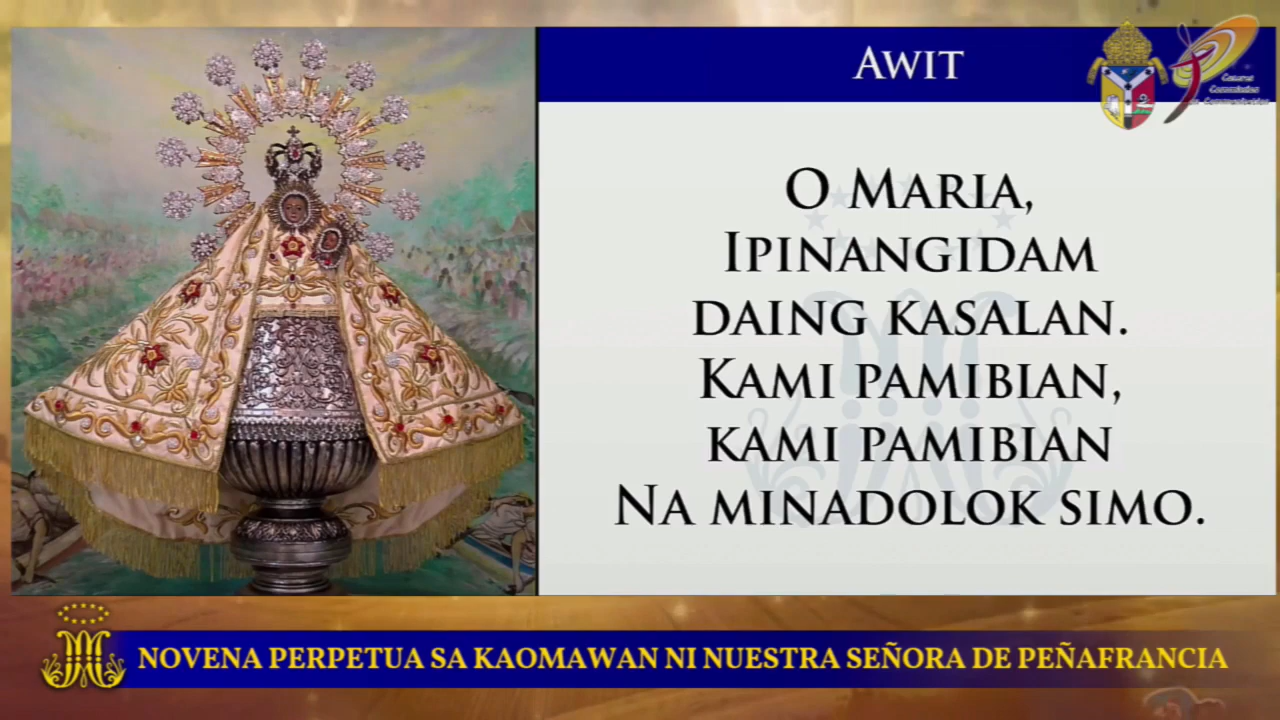 AWIT
O MARIA,
IPINANGIDAM
DAING KASALAN.
KAMI PAMIBIAN,
KAMI PAMIBIAN
NA MINADOLOK SIMO.
NOVENA PERPETUA SA KAOMAWAN NI NUESTRA SEÑORA DE PEÑAFRANCIA